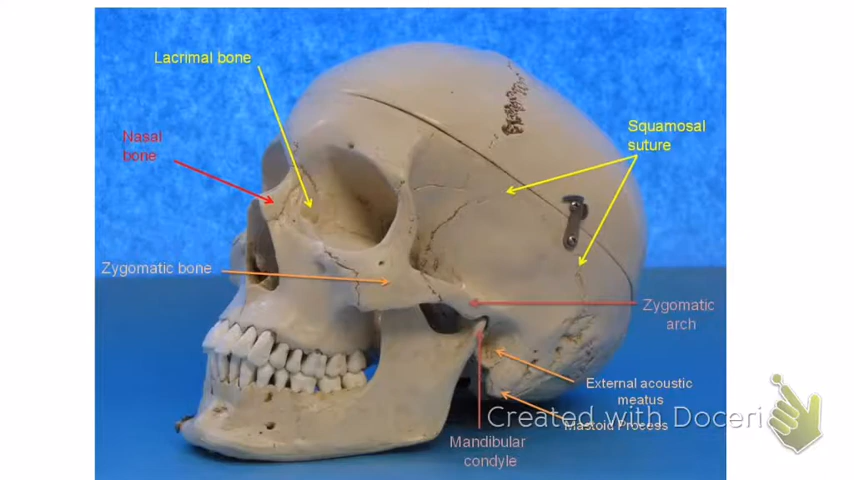 Lacrimal bone
Nasal
bone
Squamosal
suture
Zygomatic bone
Zygomatic
arch
External acoustic
meatus
Created with Doceri
Mastoid Process
Mandibular
condyle